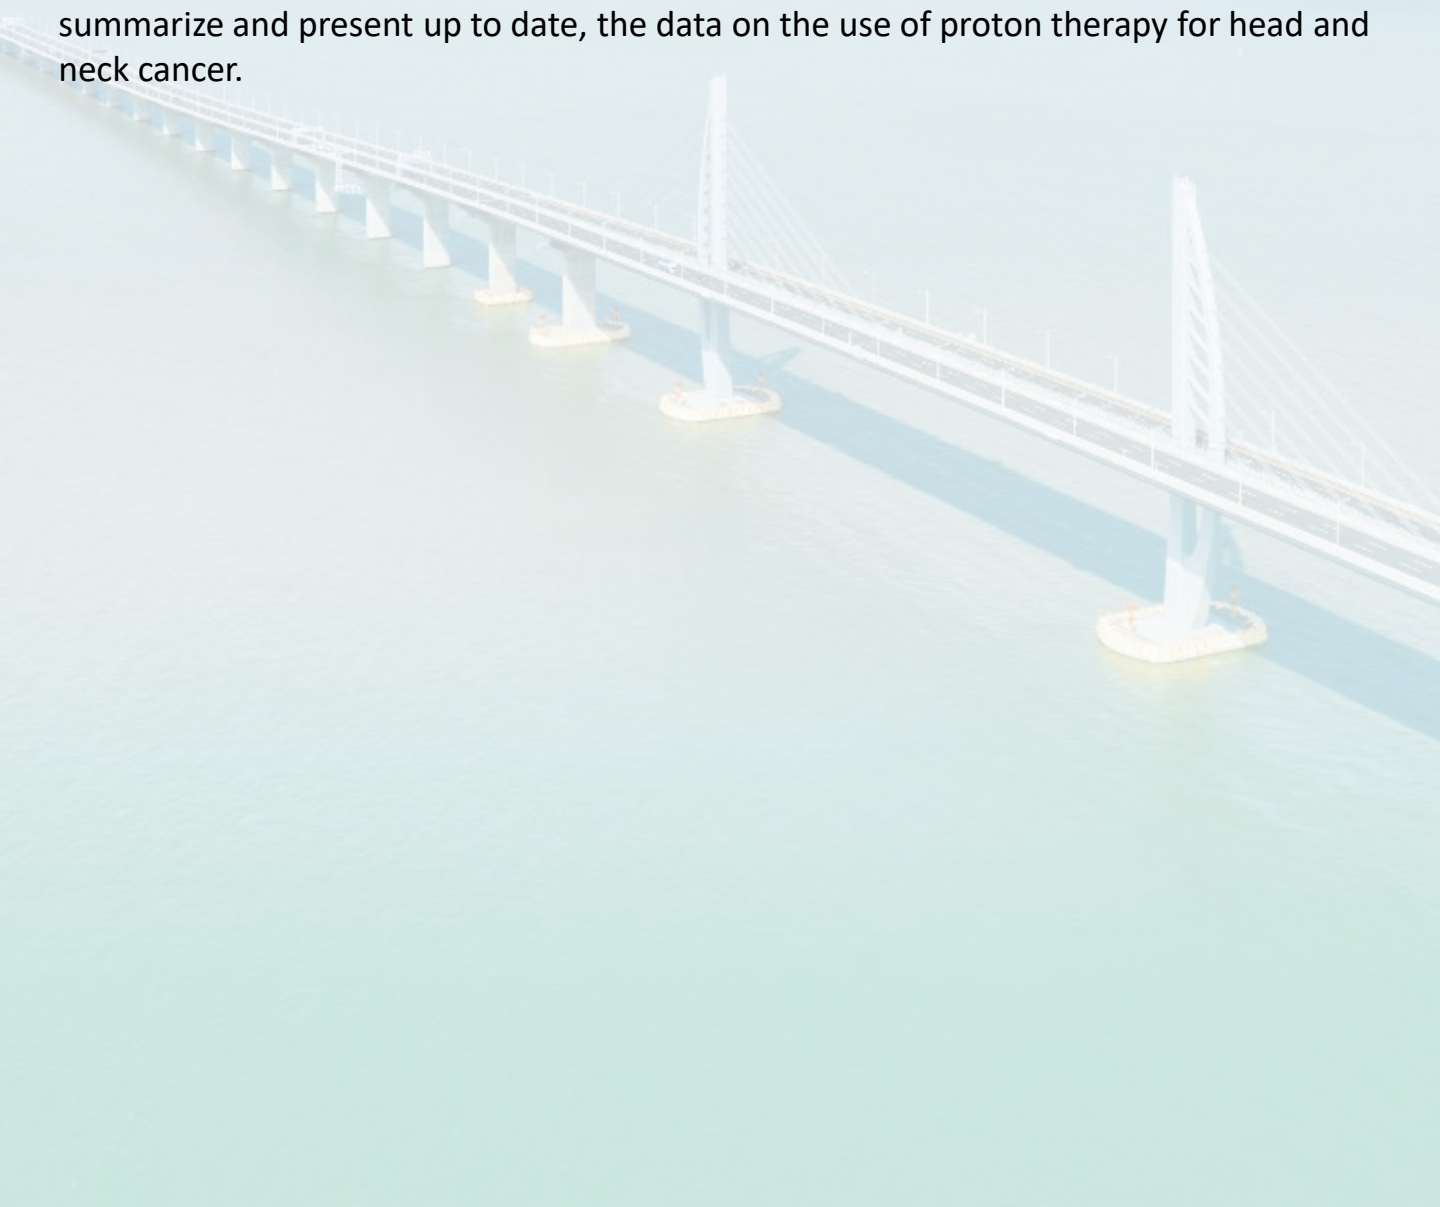 summarize and present up to date, the data on the use of proton therapy for head and
neck cancer.